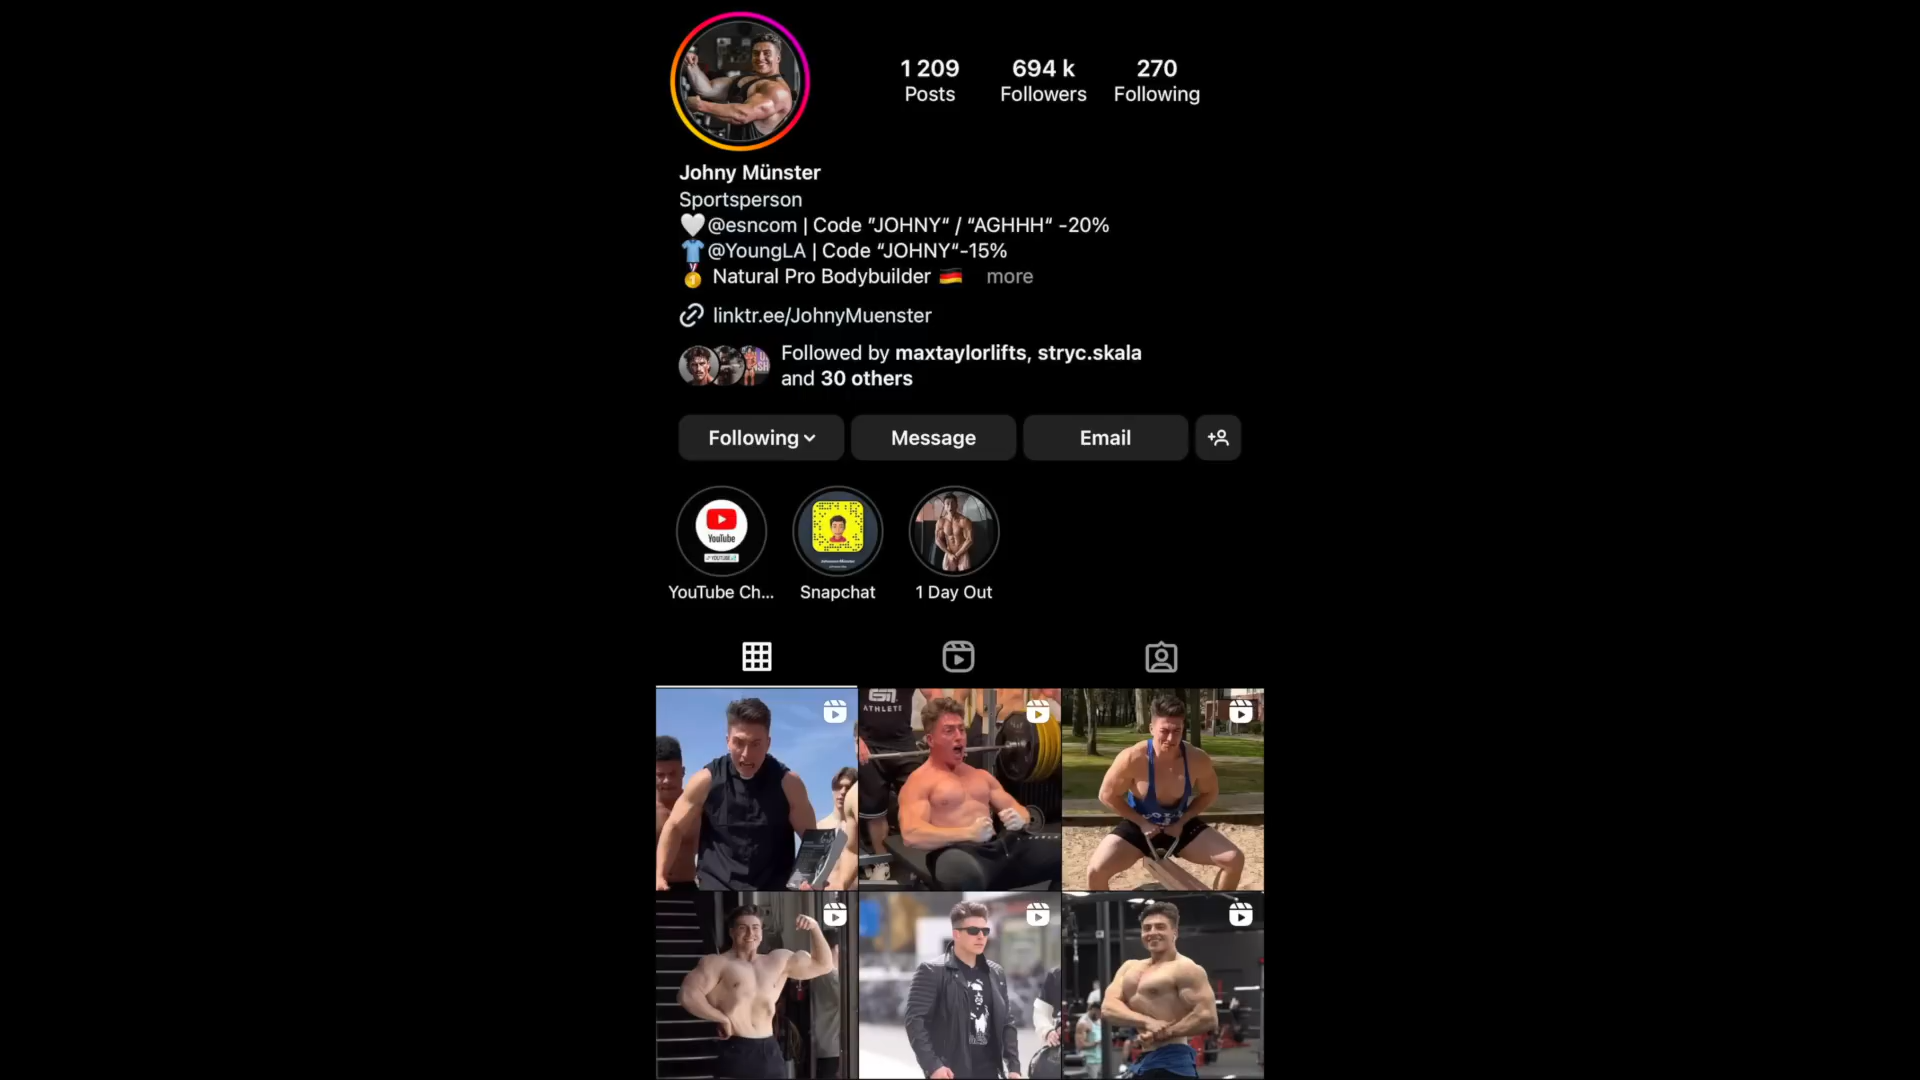 1 209
Posts
694 k
Followers
270
Following
Johny Münster
Sportsperson
🤍@esncom | Code ”JOHNY“ / “AGHHH“ -20%
👕@YoungLA | Code “JOHNY“-15%
🏅 Natural Pro Bodybuilder 🇩🇪 more
linktr.ee/JohnyMuenster
Followed by maxtaylorlifts, stryc.skala
and 30 others
Following
Message
Email
YouTube
YOUTUBE
YouTube Ch...
Snapchat
1 Day Out
ATHLETE